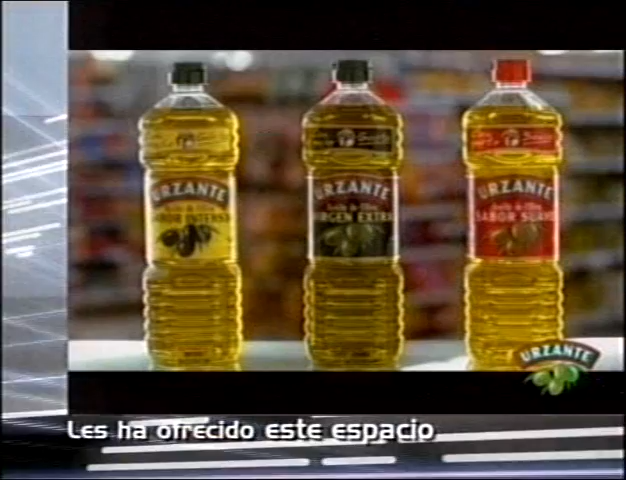 URZANTE
Aceite de Oliva
SABOR INTENSO
URZANTE
Aceite de Oliva
VIRGEN EXTRA
URZANTE
Aceite de Oliva
SABOR SUAVE
URZANTE
Les ha ofrecido este espacio